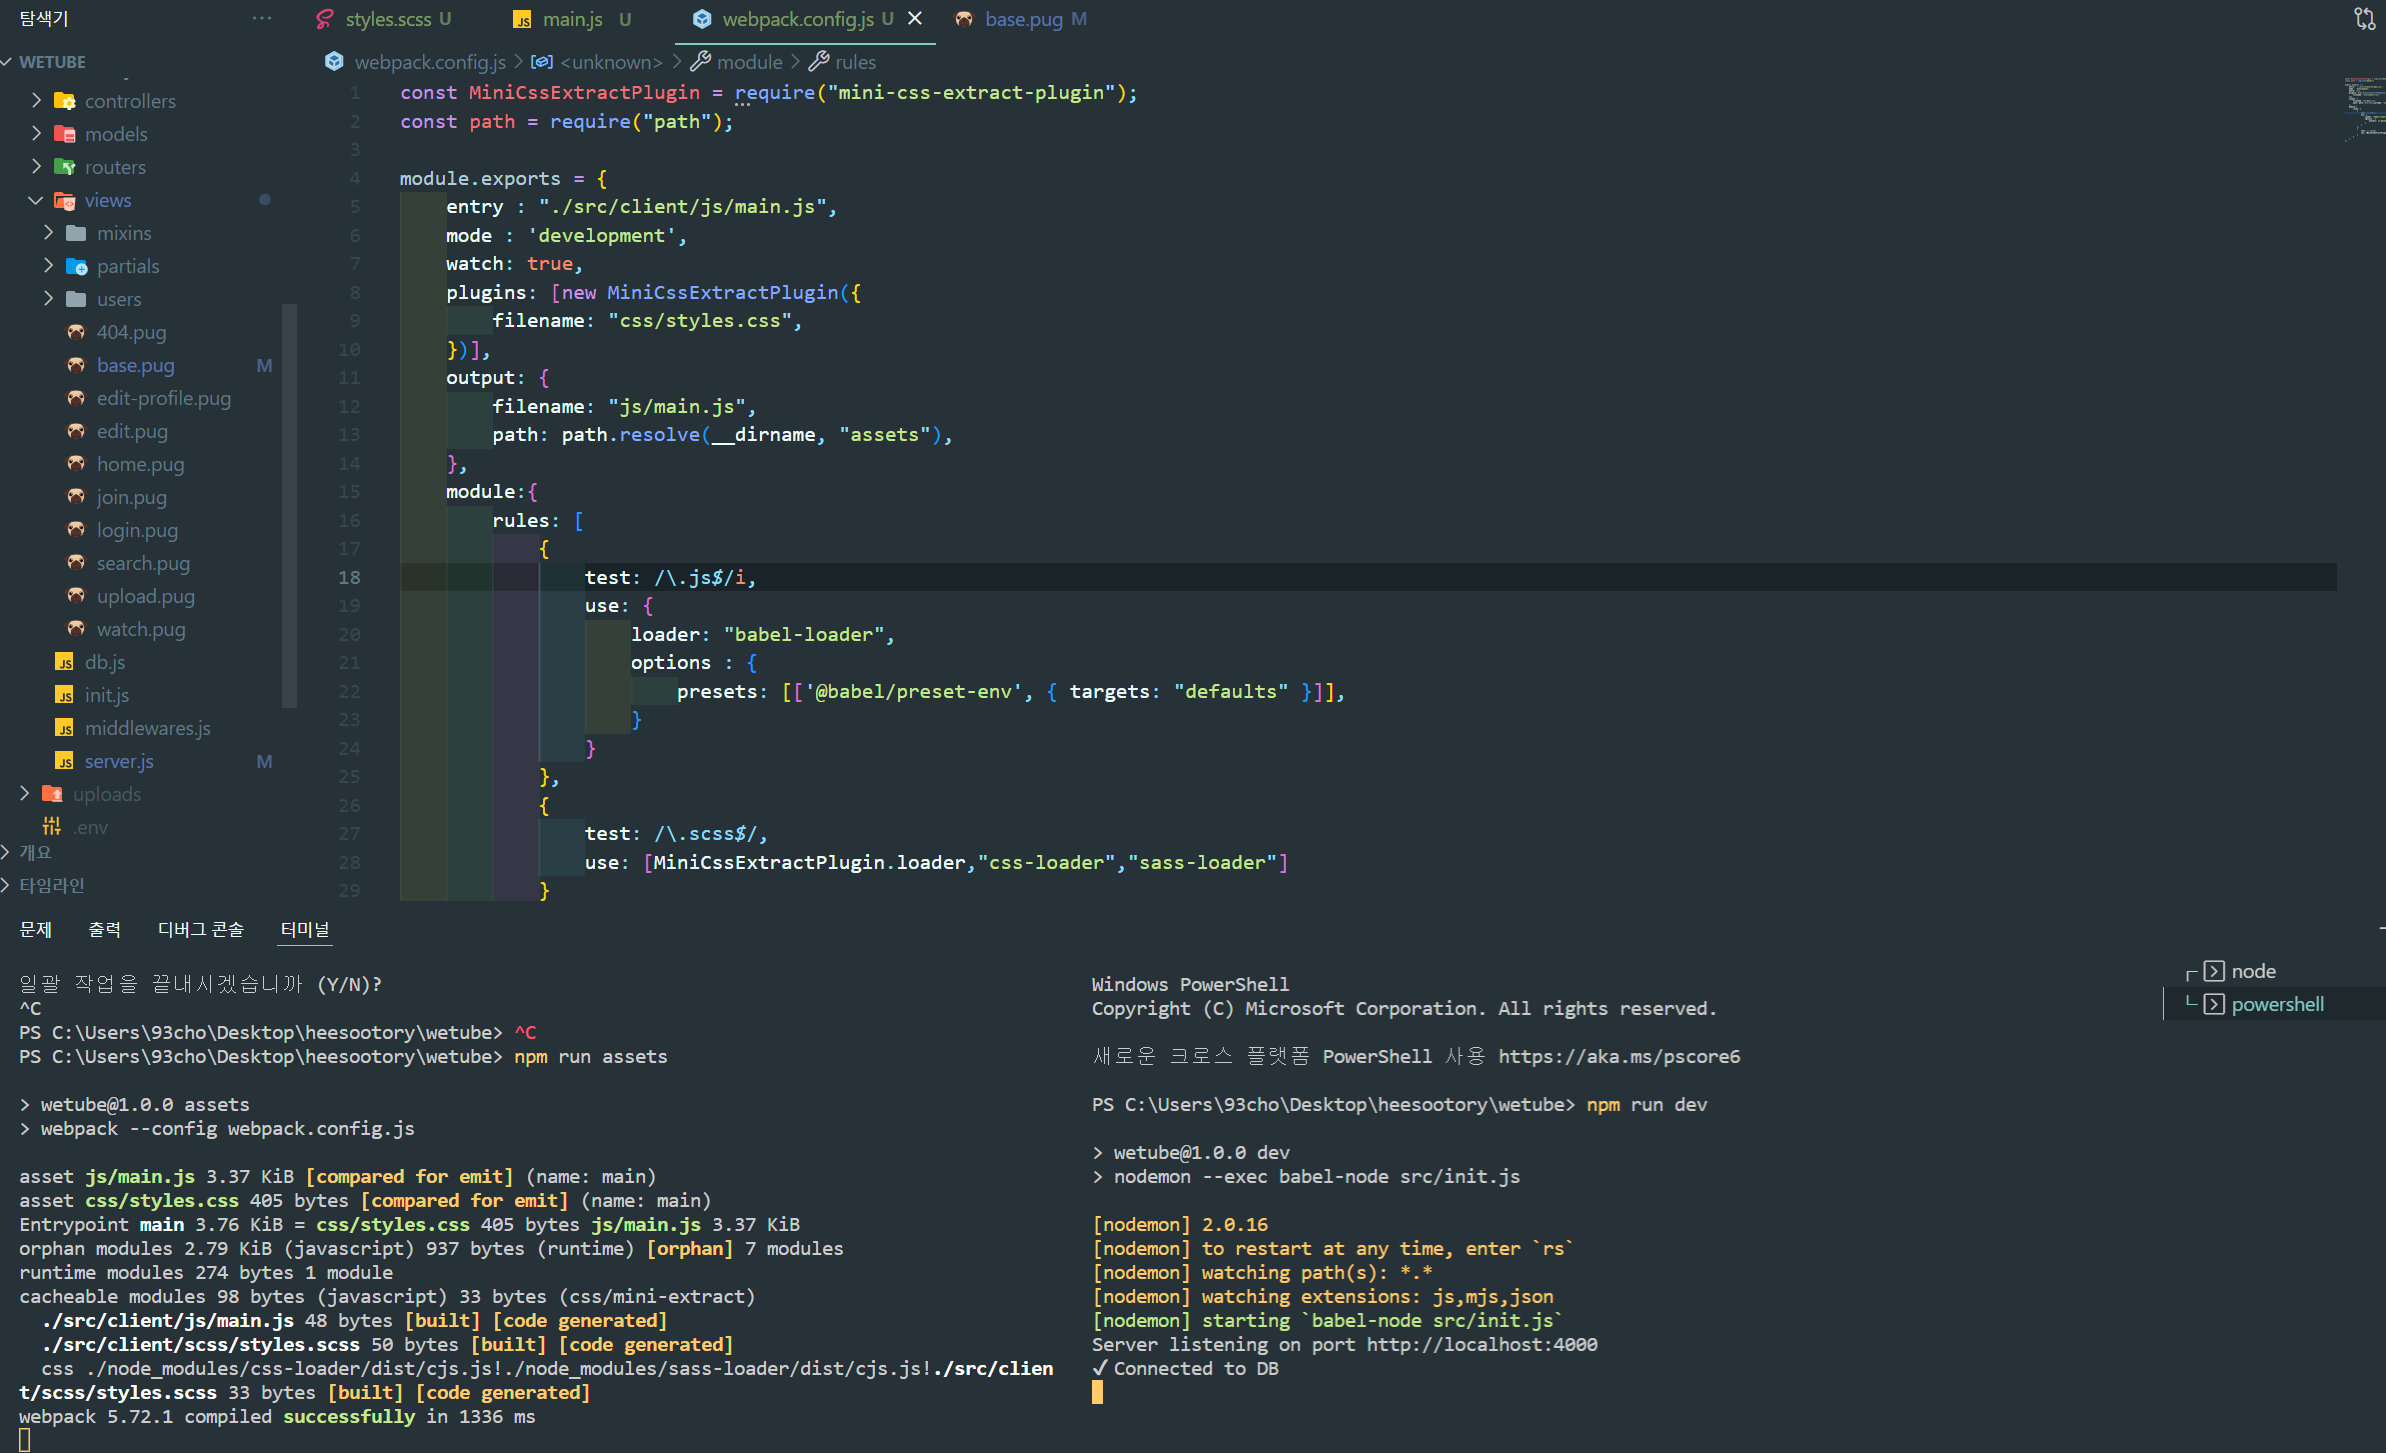 탐색기 ···
styles.scss U
main.js U
webpack.config.js U
base.pug M
WETUBE
controllers
models
routers
views
mixins
partials
users
404.pug
base.pug M
edit-profile.pug
edit.pug
home.pug
join.pug
login.pug
search.pug
upload.pug
watch.pug
db.js
init.js
middlewares.js
server.js M
uploads
.env
개요
타임라인
webpack.config.js > <unknown> > module > rules
1 const MiniCssExtractPlugin = require("mini-css-extract-plugin");
2 const path = require("path");
3
4 module.exports = {
5 entry : "./src/client/js/main.js",
6 mode : 'development',
7 watch: true,
8 plugins: [new MiniCssExtractPlugin({
9 filename: "css/styles.css",
10 })],
11 output: {
12 filename: "js/main.js",
13 path: path.resolve(__dirname, "assets"),
14 },
15 module:{
16 rules: [
17 {
18 test: /\.js$/i,
19 use: {
20 loader: "babel-loader",
21 options : {
22 presets: [['@babel/preset-env', { targets: "defaults" }]],
23 }
24 }
25 },
26 {
27 test: /\.scss$/,
28 use: [MiniCssExtractPlugin.loader,"css-loader","sass-loader"]
29 }
문제 출력 디버그 콘솔 터미널
일괄 작업을 끝내시겠습니까 (Y/N)?
^C
PS C:\Users\93cho\Desktop\heesootory\wetube> ^C
PS C:\Users\93cho\Desktop\heesootory\wetube> npm run assets
> wetube@1.0.0 assets
> webpack --config webpack.config.js
asset js/main.js 3.37 KiB [compared for emit] (name: main)
asset css/styles.css 405 bytes [compared for emit] (name: main)
Entrypoint main 3.76 KiB = css/styles.css 405 bytes js/main.js 3.37 KiB
orphan modules 2.79 KiB (javascript) 937 bytes (runtime) [orphan] 7 modules
runtime modules 274 bytes 1 module
cacheable modules 98 bytes (javascript) 33 bytes (css/mini-extract)
./src/client/js/main.js 48 bytes [built] [code generated]
./src/client/scss/styles.scss 50 bytes [built] [code generated]
css ./node_modules/css-loader/dist/cjs.js!./node_modules/sass-loader/dist/cjs.js!./src/clien
t/scss/styles.scss 33 bytes [built] [code generated]
webpack 5.72.1 compiled successfully in 1336 ms
Windows PowerShell
Copyright (C) Microsoft Corporation. All rights reserved.
새로운 크로스 플랫폼 PowerShell 사용 https://aka.ms/pscore6
PS C:\Users\93cho\Desktop\heesootory\wetube> npm run dev
> wetube@1.0.0 dev
> nodemon --exec babel-node src/init.js
[nodemon] 2.0.16
[nodemon] to restart at any time, enter `rs`
[nodemon] watching path(s): *.*
[nodemon] watching extensions: js,mjs,json
[nodemon] starting `babel-node src/init.js`
Server listening on port http://localhost:4000
✓ Connected to DB
node
powershell